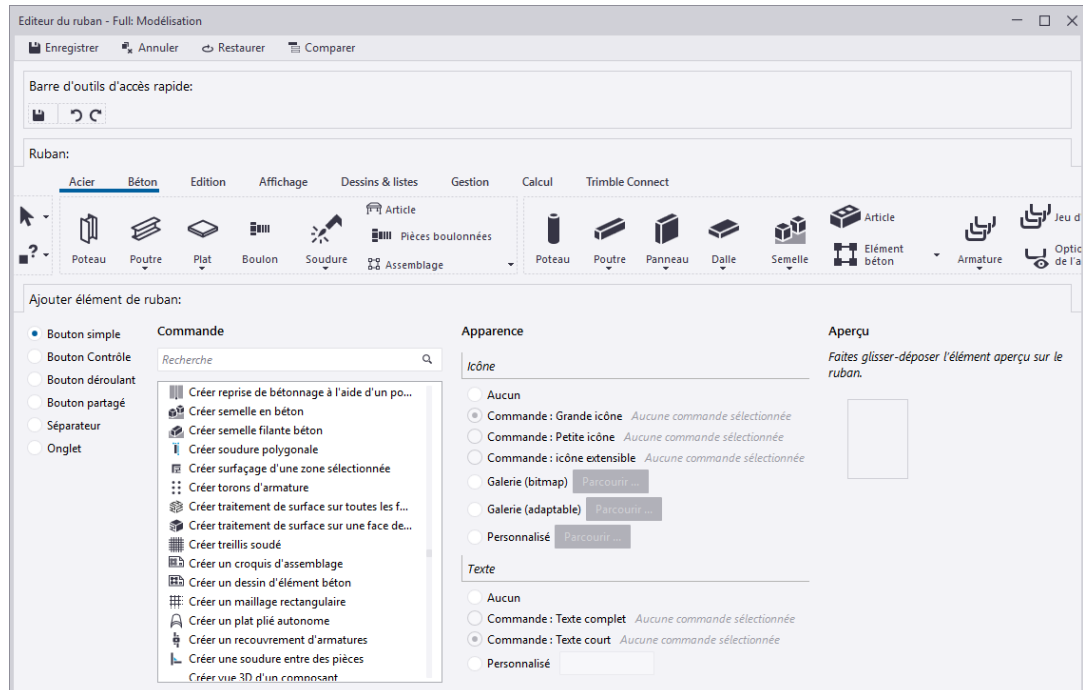 Editeur du ruban - Full: Modélisation
Enregistrer Annuler Restaurer Comparer
Barre d'outils d'accès rapide:
Ruban:
Acier Béton Edition Affichage Dessins & listes Gestion Calcul Trimble Connect
Article
Pièces boulonnées
Poteau Poutre Plat Boulon Soudure Assemblage
Poteau Poutre Panneau Dalle Semelle
Article
Elément
béton
Armature
Jeu d
Optic
de l'a
Ajouter élément de ruban:
Bouton simple
Bouton Contrôle
Bouton déroulant
Bouton partagé
Séparateur
Onglet
Commande
Recherche
Créer reprise de bétonnage à l'aide d'un po...
Créer semelle en béton
Créer semelle filante béton
Créer soudure polygonale
Créer surfaçage d'une zone sélectionnée
Créer torons d'armature
Créer traitement de surface sur toutes les f...
Créer traitement de surface sur une face de...
Créer treillis soudé
Créer un croquis d'assemblage
Créer un dessin d'élément béton
Créer un maillage rectangulaire
Créer un plat plié autonome
Créer un recouvrement d'armatures
Créer une soudure entre des pièces
Créer vue 3D d'un composant
Apparence
Icône
Aucun
Commande : Grande icône Aucune commande sélectionnée
Commande : Petite icône Aucune commande sélectionnée
Commande : icône extensible Aucune commande sélectionnée
Galerie (bitmap) Parcourir ...
Galerie (adaptable) Parcourir ...
Personnalisé Parcourir ...
Texte
Aucun
Commande : Texte complet Aucune commande sélectionnée
Commande : Texte court Aucune commande sélectionnée
Personnalisé
Aperçu
Faites glisser-déposer l'élément aperçu sur le
ruban.